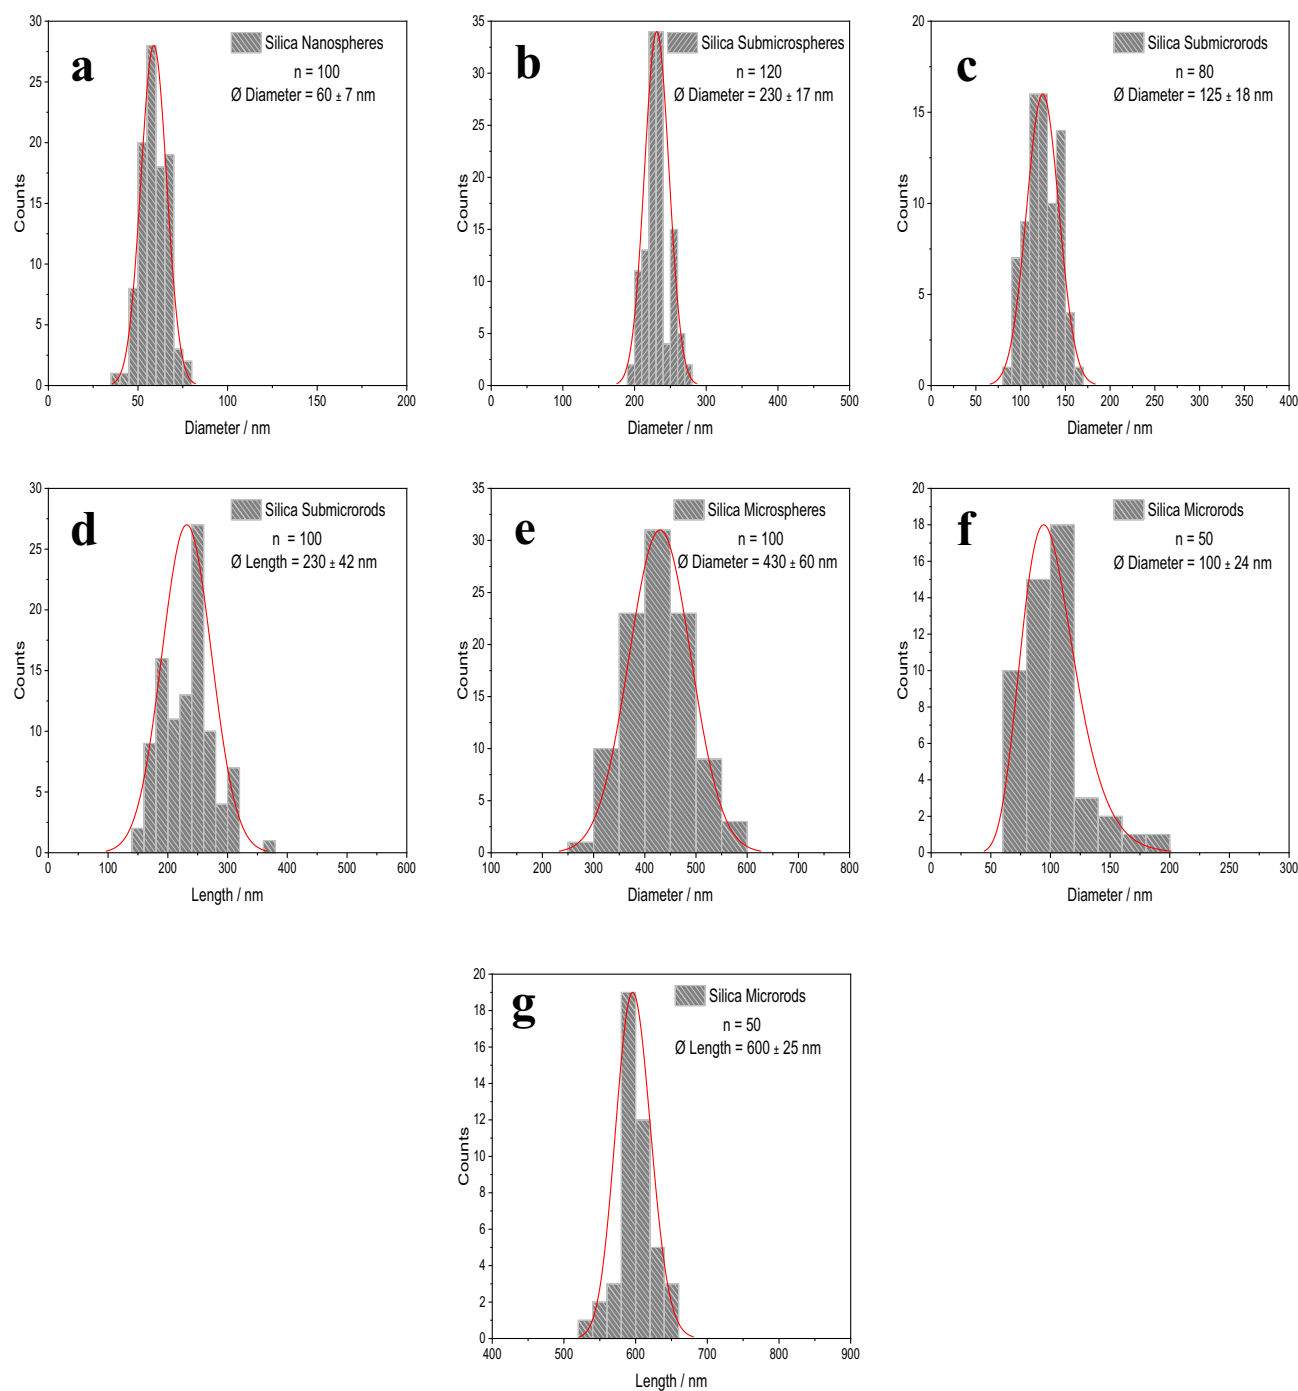 a
Silica Nanospheres
n = 100
Ø Diameter = 60 ± 7 nm
Counts
30
25
20
15
10
5
0
0 50 100 150 200
Diameter / nm
b
Silica Submicrospheres
n = 120
Ø Diameter = 230 ± 17 nm
Counts
35
30
25
20
15
10
5
0
0 100 200 300 400 500
Diameter / nm
c
Silica Submicrorods
n = 80
Ø Diameter = 125 ± 18 nm
Counts
20
15
10
5
0
0 50 100 150 200 250 300 350 400
Diameter / nm
d
Silica Submicrorods
n = 100
Ø Length = 230 ± 42 nm
Counts
30
25
20
15
10
5
0
0 100 200 300 400 500 600
Length / nm
e
Silica Microspheres
n = 100
Ø Diameter = 430 ± 60 nm
Counts
35
30
25
20
15
10
5
0
100 200 300 400 500 600 700 800
Diameter / nm
f
Silica Microrods
n = 50
Ø Diameter = 100 ± 24 nm
Counts
20
18
16
14
12
10
8
6
4
2
0
0 50 100 150 200 250 300
Diameter / nm
g
Silica Microrods
n = 50
Ø Length = 600 ± 25 nm
Counts
20
18
16
14
12
10
8
6
4
2
0
400 500 600 700 800 900
Length / nm